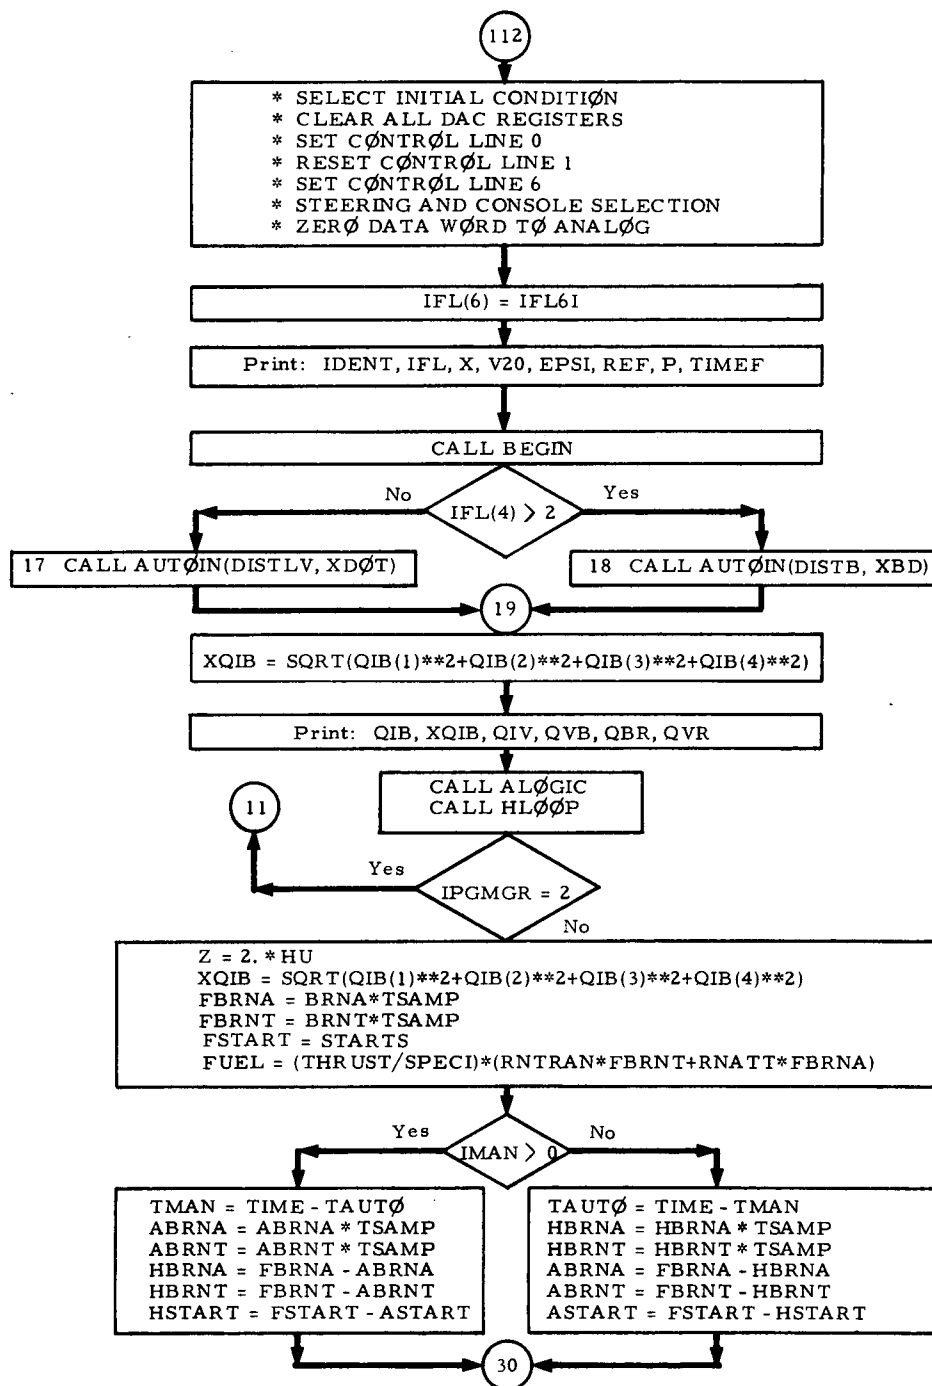 112
* SELECT INITIAL CONDITIØN
* CLEAR ALL DAC REGISTERS
* SET CØNTRØL LINE 0
* RESET CØNTRØL LINE 1
* SET CØNTRØL LINE 6
* STEERING AND CONSOLE SELECTION
* ZERØ DATA WØRD TØ ANALØG
IFL(6) = IFL6I
Print: IDENT, IFL, X, V20, EPSI, REF, P, TIMEF
CALL BEGIN
No
IFL(4) > 2
Yes
17 CALL AUTØIN(DISTLV, XDØT)
18 CALL AUTØIN(DISTB, XBD)
19
XQIB = SQRT(QIB(1)**2+QIB(2)**2+QIB(3)**2+QIB(4)**2)
Print: QIB, XQIB, QIV, QVB, QBR, QVR
CALL ALØGIC
CALL HLØØP
11
Yes
IPGMGR = 2
No
Z = 2. * HU
XQIB = SQRT(QIB(1)**2+QIB(2)**2+QIB(3)**2+QIB(4)**2)
FBRNA = BRNA*TSAMP
FBRNT = BRNT*TSAMP
FSTART = STARTS
FUEL = (THRUST/SPECI)*(RNTRAN*FBRNT+RNATT*FBRNA)
Yes
IMAN > 0
No
TMAN = TIME - TAUTØ
ABRNA = ABRNA* TSAMP
ABRNT = ABRNT* TSAMP
HBRNA = FBRNA - ABRNA
HBRNT = FBRNT - ABRNT
HSTART = FSTART - ASTART
TAUTØ = TIME - TMAN
HBRNA = HBRNA* TSAMP
HBRNT = HBRNT* TSAMP
ABRNA = FBRNA - HBRNA
ABRNT = FBRNT - HBRNT
ASTART = FSTART - HSTART
30